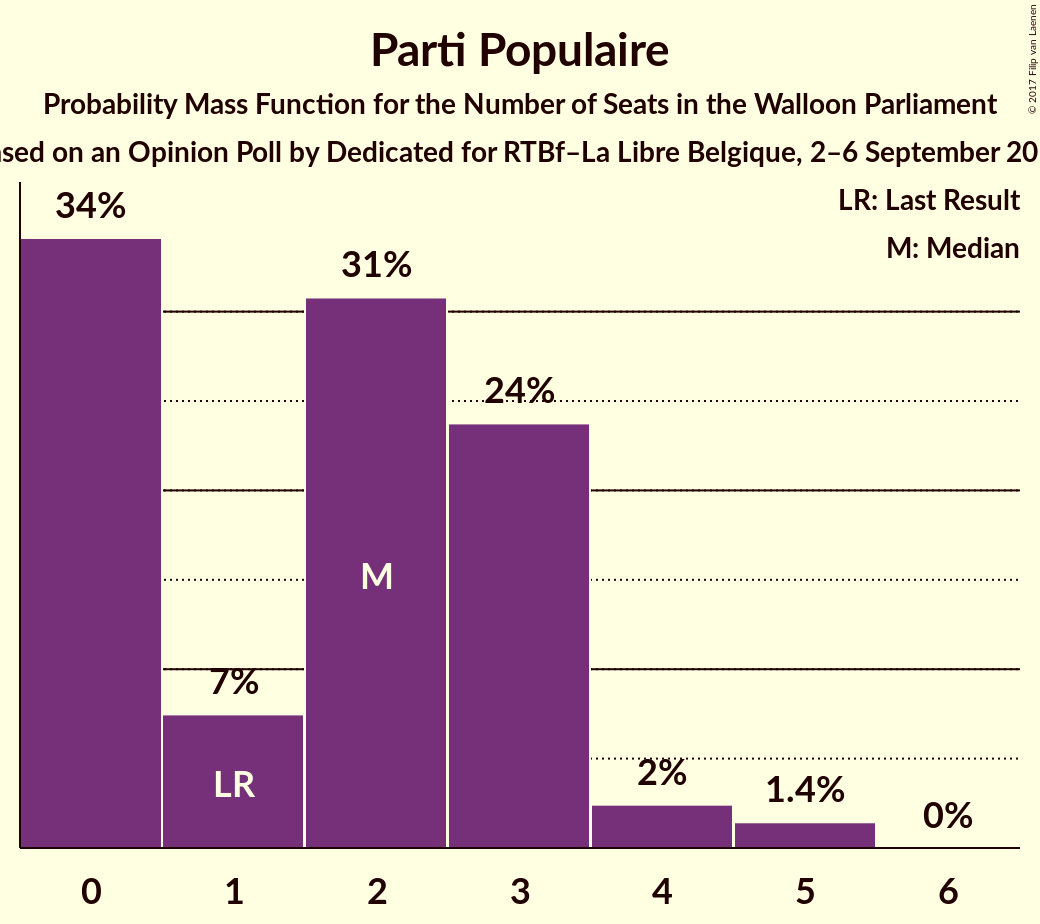 Parti Populaire
Probability Mass Function for the Number of Seats in the Walloon Parliament
on an Opinion Poll by Dedicated for RTBf–La Libre Belgique, 2–6 September
© 2017 Filip van Laenen
LR: Last Result
M: Median
34%
31%
24%
7%
2%
1.4%
0%
M
LR
0 1 2 3 4 5 6